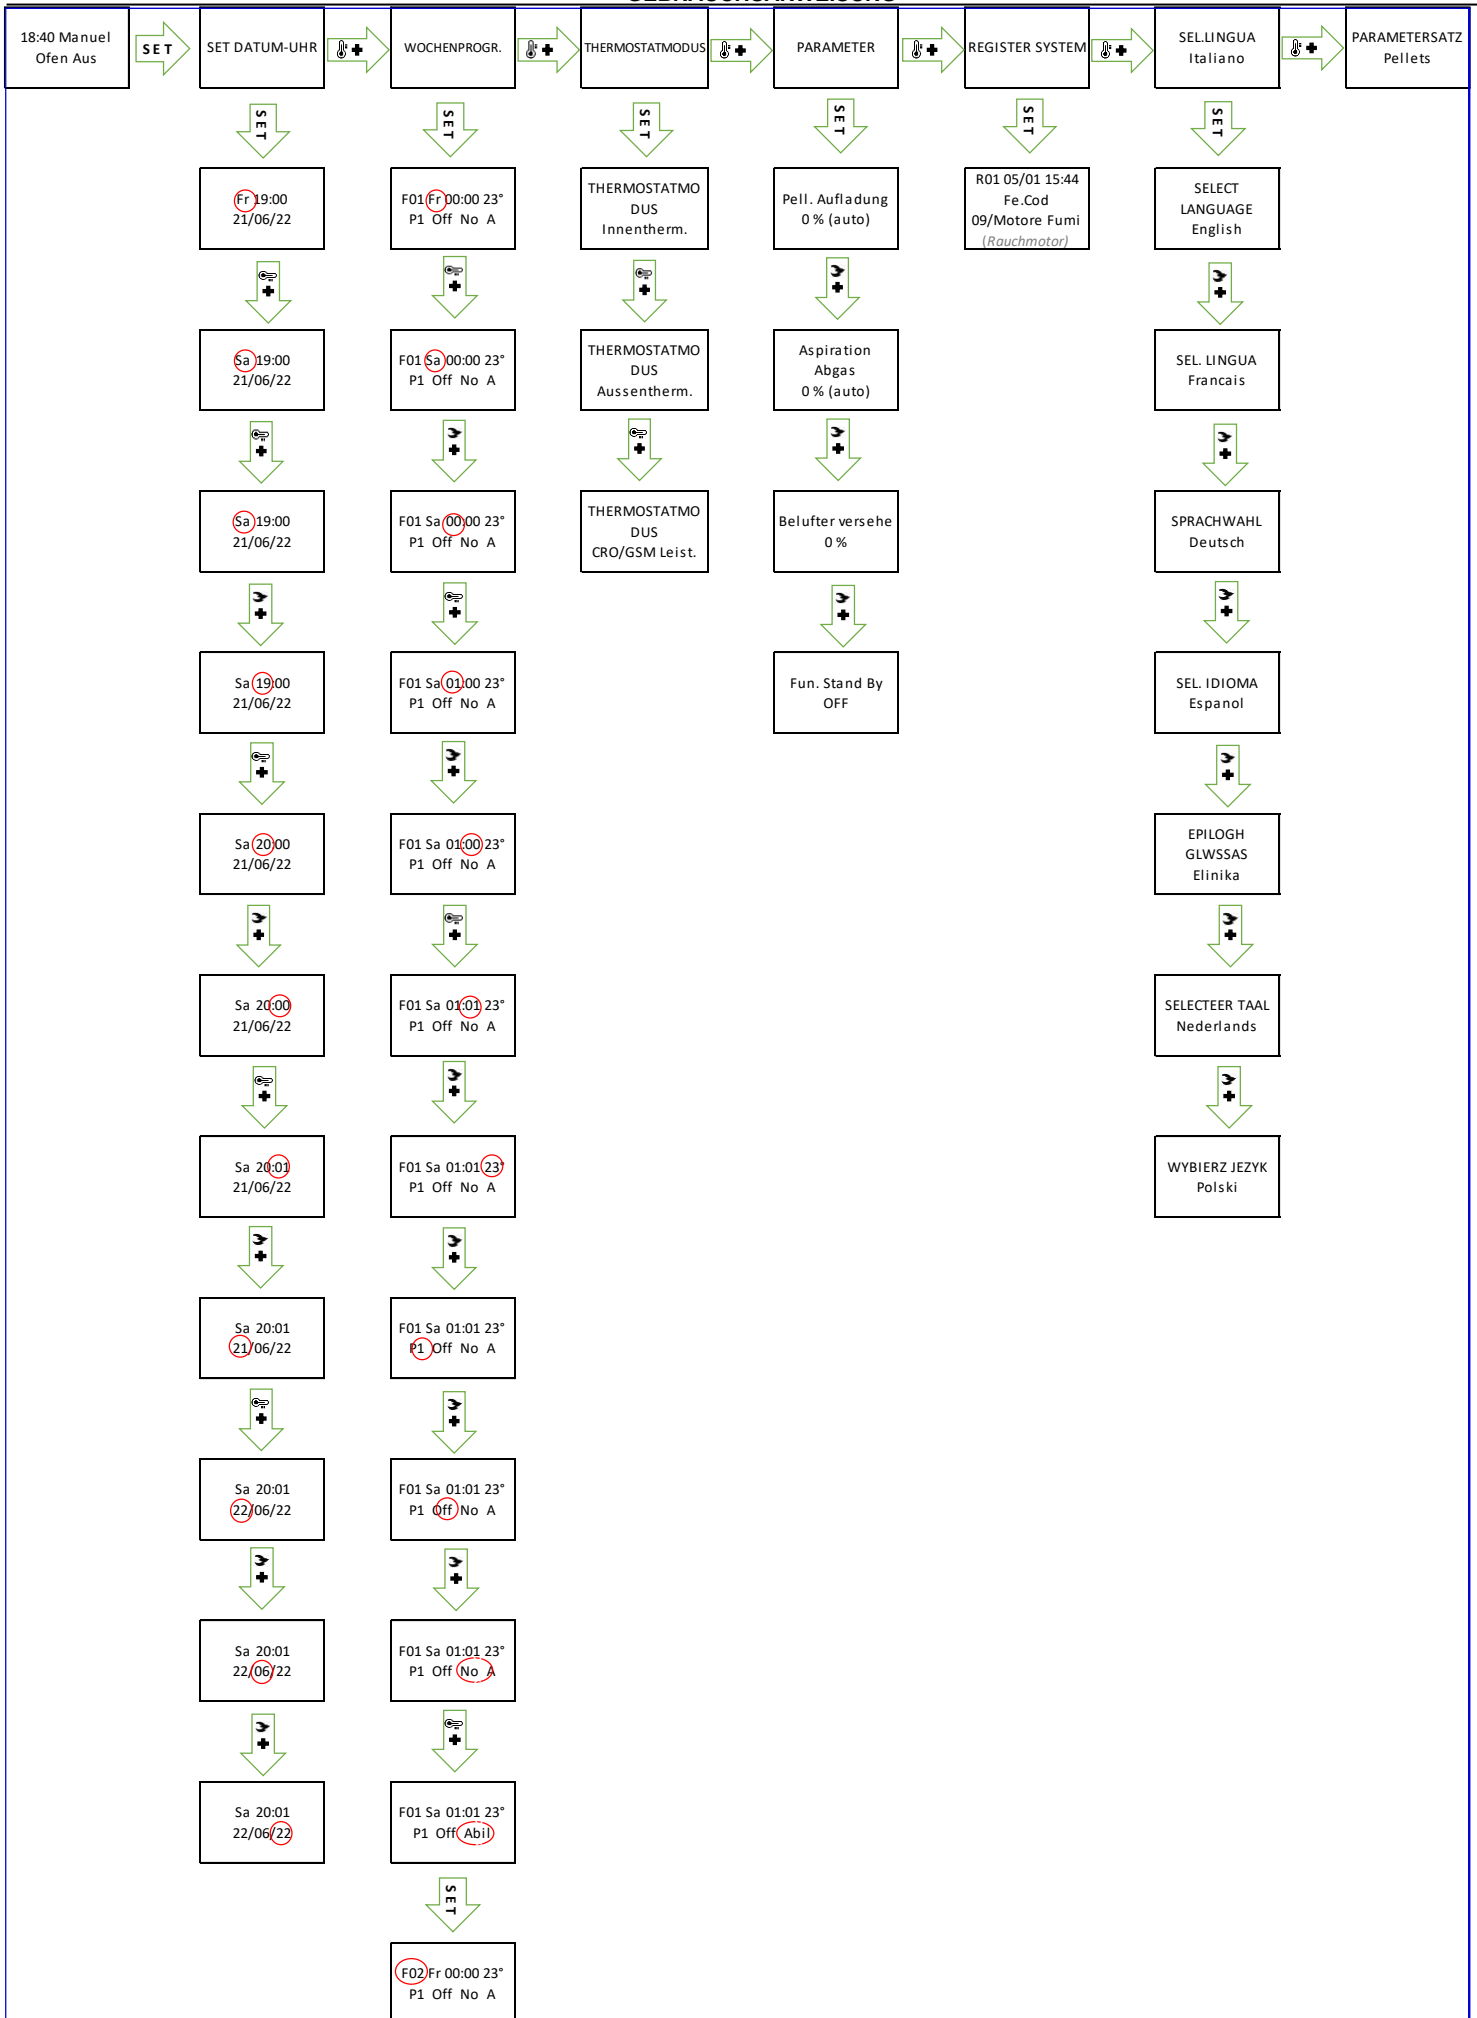 GEBRAUCHSANWEISUNG
18:40 Manuel
Ofen Aus
SET
SET DATUM-UHR
WOCHENPROGR.
THERMOSTATMODUS
PARAMETER
REGISTER SYSTEM
SEL.LINGUA
Italiano
PARAMETERSATZ
Pellets
SET
Fr 19:00
21/06/22
Sa 19:00
21/06/22
Sa 19:00
21/06/22
Sa 19:00
21/06/22
Sa 20:00
21/06/22
Sa 20:00
21/06/22
Sa 20:01
21/06/22
Sa 20:01
21/06/22
Sa 20:01
22/06/22
Sa 20:01
22/06/22
Sa 20:01
22/06/22
SET
F01 Fr 00:00 23°
P1 Off No A
F01 Sa 00:00 23°
P1 Off No A
F01 Sa 00:00 23°
P1 Off No A
F01 Sa 01:00 23°
P1 Off No A
F01 Sa 01:00 23°
P1 Off No A
F01 Sa 01:01 23°
P1 Off No A
F01 Sa 01:01 23°
P1 Off No A
F01 Sa 01:01 23°
P1 Off No A
F01 Sa 01:01 23°
P1 Off No A
F01 Sa 01:01 23°
P1 Off No A
F01 Sa 01:01 23°
P1 Off Abil
SET
F02 Fr 00:00 23°
P1 Off No A
SET
THERMOSTATMO
DUS
Innentherm.
THERMOSTATMO
DUS
Aussentherm.
THERMOSTATMO
DUS
CRO/GSM Leist.
SET
Pell. Aufladung
0 % (auto)
Aspiration
Abgas
0 % (auto)
Belufter versehe
0 %
Fun. Stand By
OFF
SET
R01 05/01 15:44
Fe.Cod
09/Motore Fumi
(Rauchmotor)
SET
SELECT
LANGUAGE
English
SEL. LINGUA
Francais
SPRACHWAHL
Deutsch
SEL. IDIOMA
Espanol
EPILOGH
GLWSSAS
Elinika
SELECTEER TAAL
Nederlands
WYBIERZ JEZYK
Polski